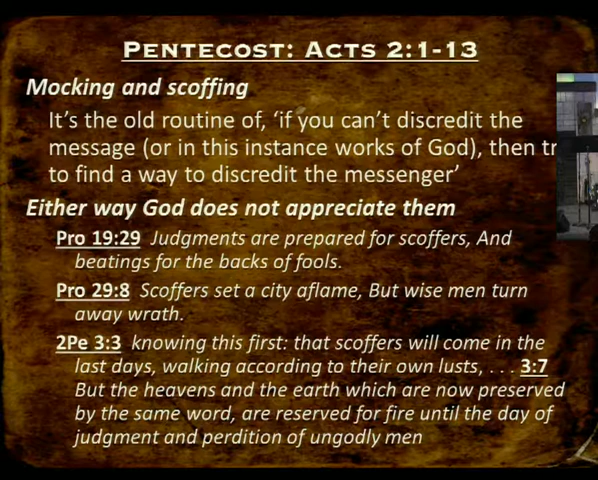 Pentecost: Acts 2:1-13
Mocking and scoffing
It's the old routine of, 'if you can't discredit the
message (or in this instance works of God), then tr
to find a way to discredit the messenger'
Either way God does not appreciate them
Pro 19:29 Judgments are prepared for scoffers, And
beatings for the backs of fools.
Pro 29:8 Scoffers set a city aflame, But wise men turn
away wrath.
2Pe 3:3 knowing this first: that scoffers will come in the
last days, walking according to their own lusts, . . . 3:7
But the heavens and the earth which are now preserved
by the same word, are reserved for fire until the day of
judgment and perdition of ungodly men